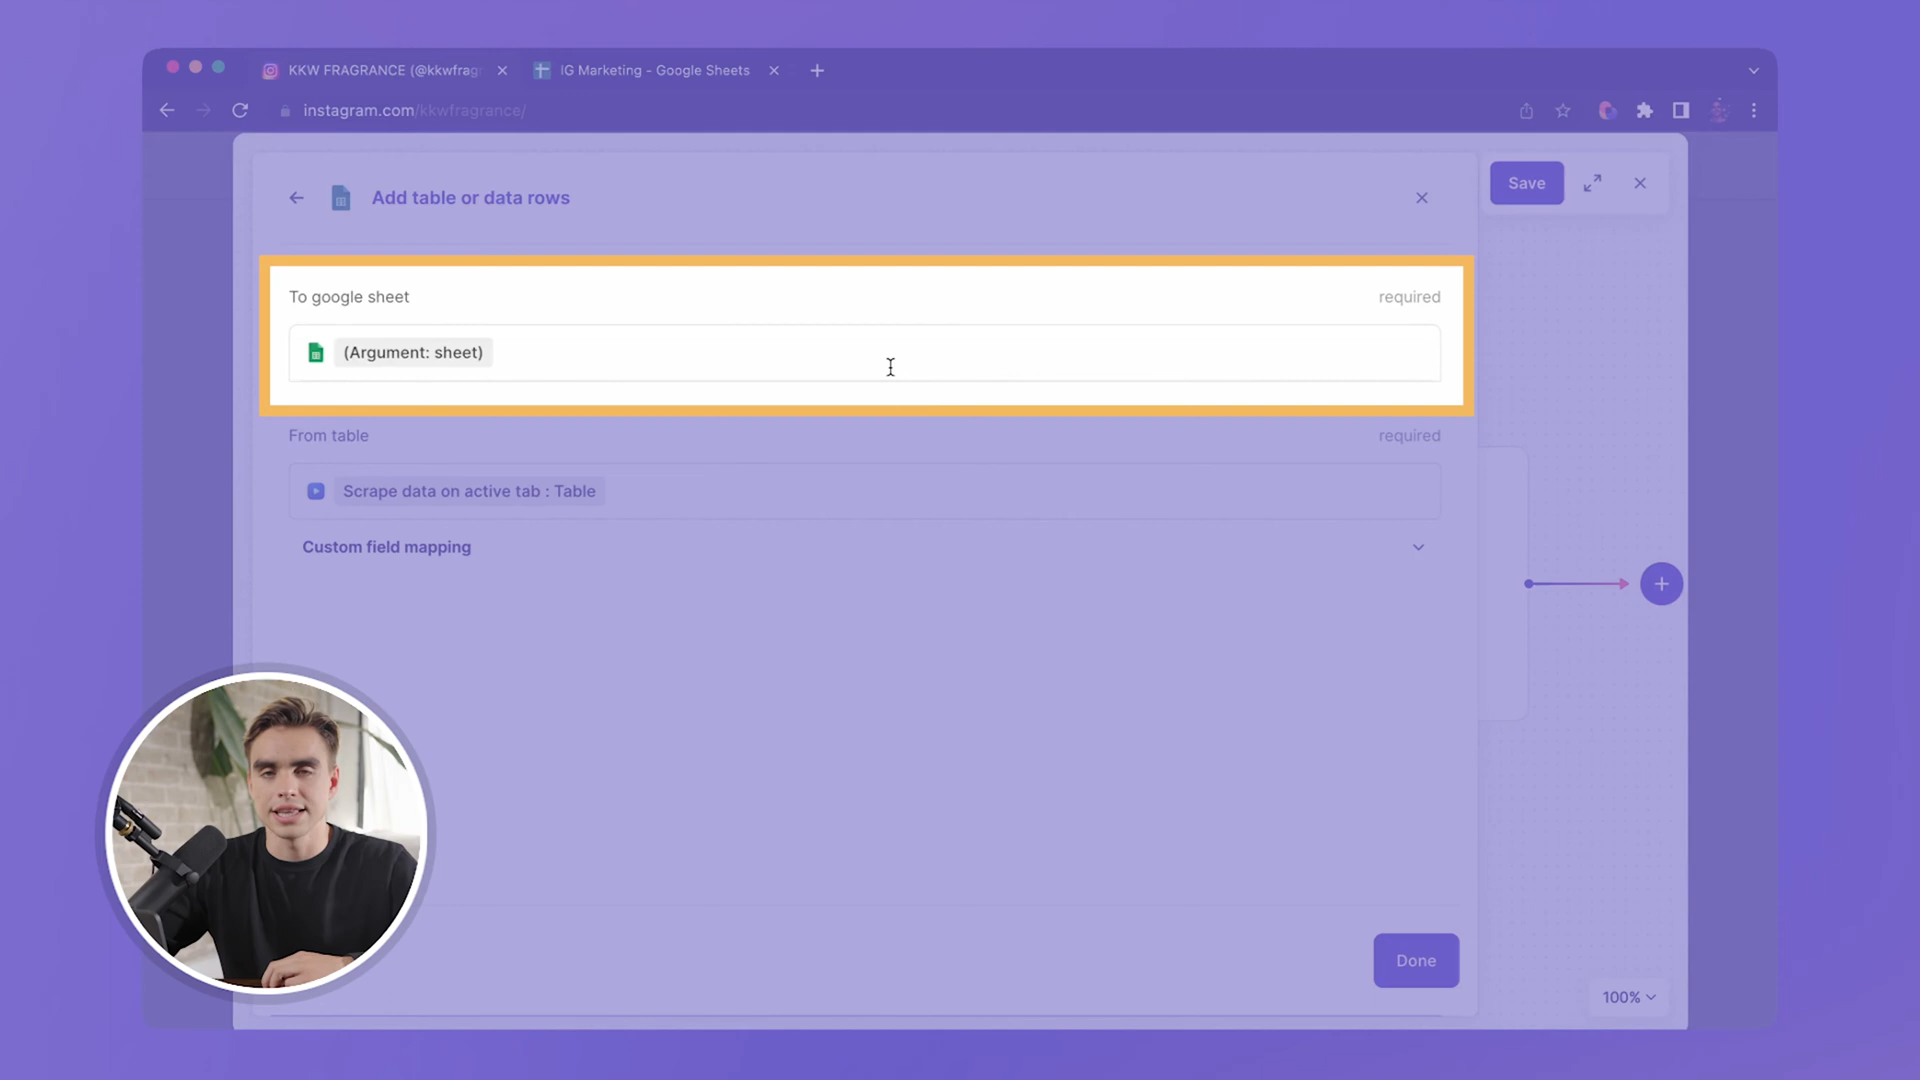 KKW FRAGRANCE (@kkwfrag
IG Marketing - Google Sheets
instagram.com/kkwfragrance/
Add table or data rows
Save
To google sheet
required
(Argument: sheet)
From table
required
Scrape data on active tab : Table
Custom field mapping
Done
100%